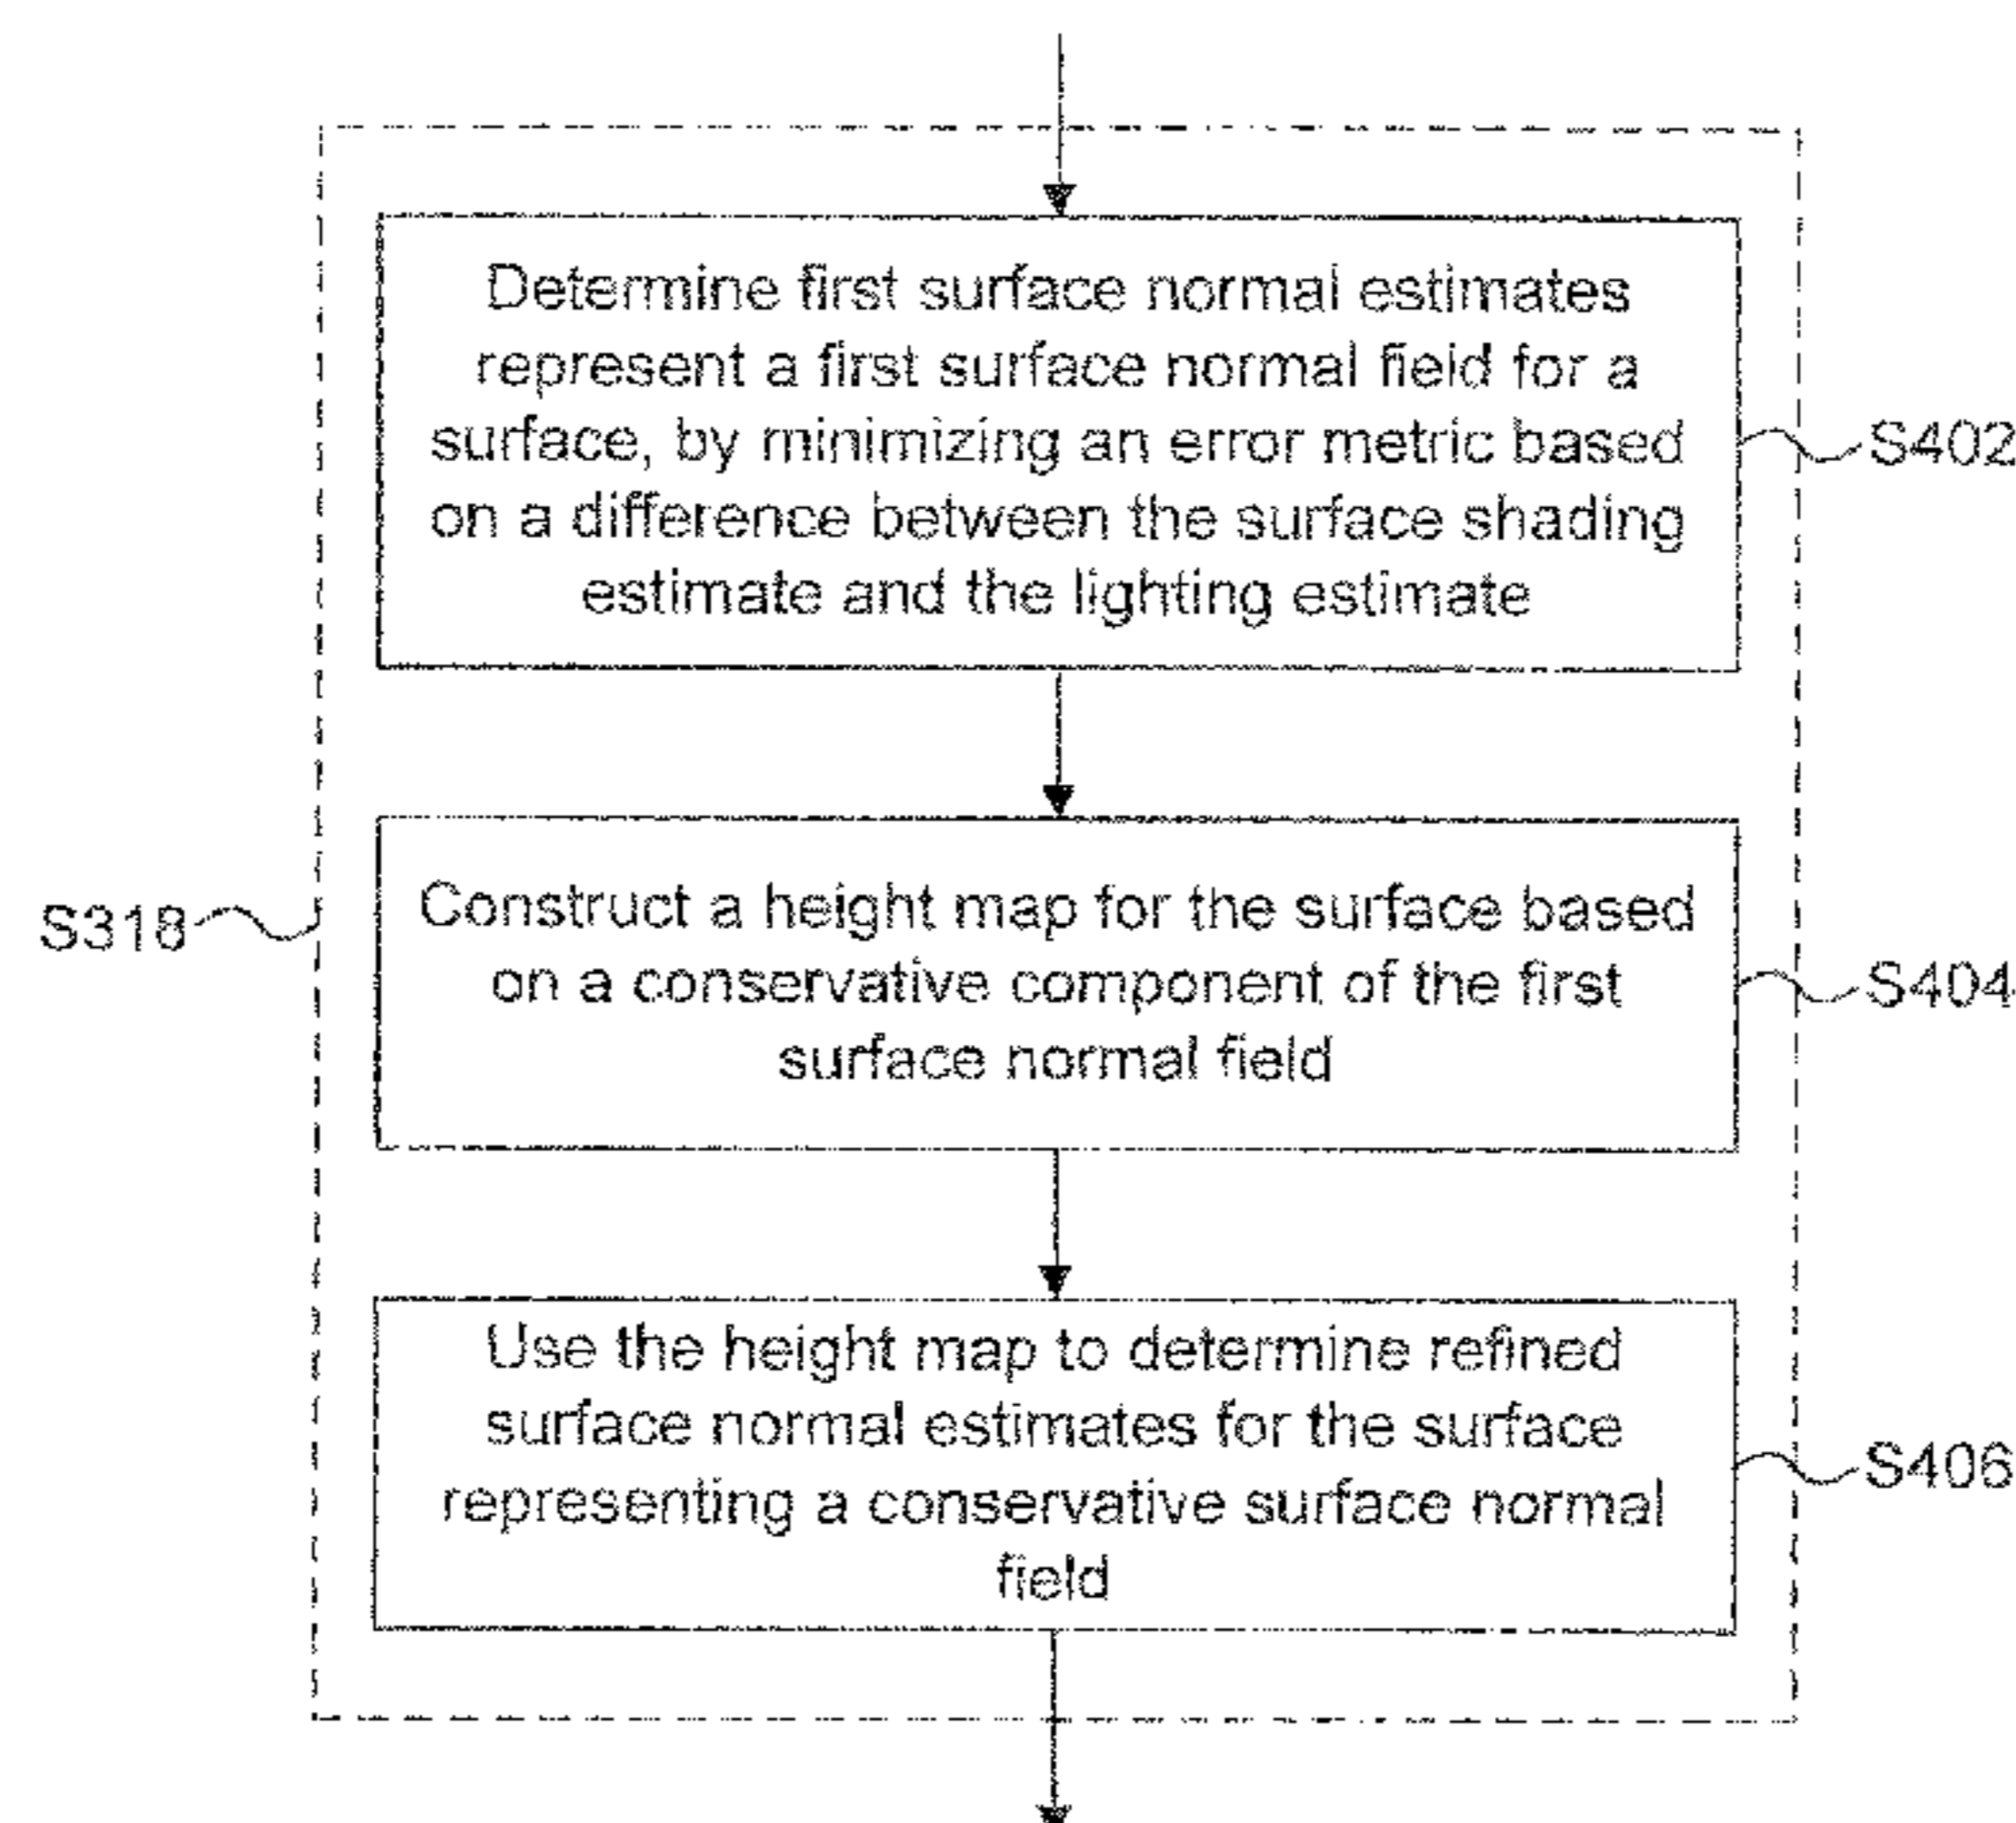 Determine first surface normal estimates
represent a first surface normal field for a
surface, by minimizing an error metric based
on a difference between the surface shading
estimate and the lighting estimate
S402
Construct a height map for the surface based
on a conservative component of the first
surface normal field
S318
S404
Use the height map to determine refined
surface normal estimates for the surface
representing a conservative surface normal
field
S406